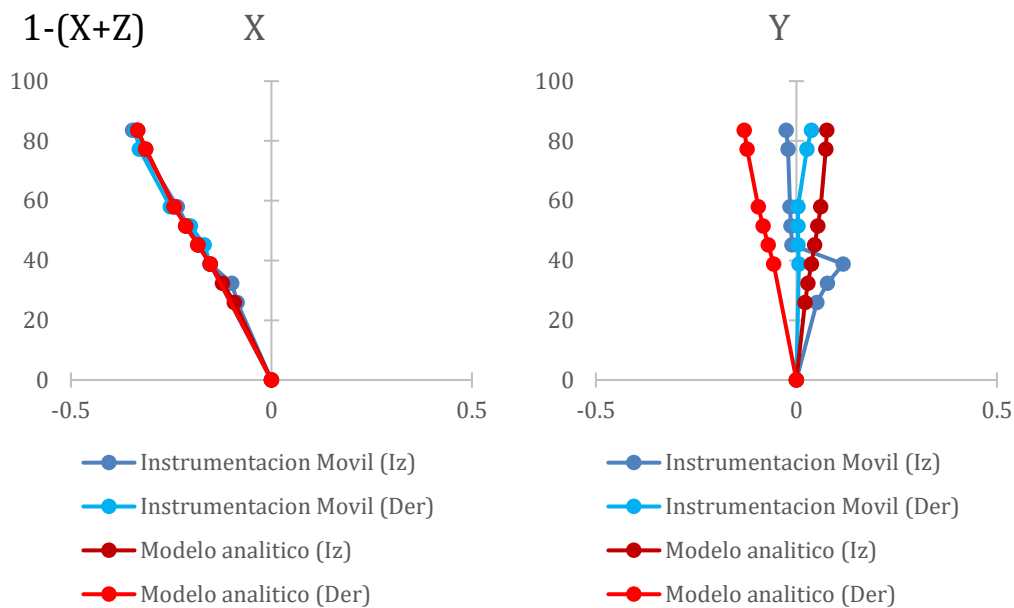 1-(X+Z)
X
100
80
60
40
20
0
-0.5
0
0.5
Instrumentacion Movil (Iz)
Instrumentacion Movil (Der)
Modelo analitico (Iz)
Modelo analitico (Der)
Y
100
80
60
40
20
0
-0.5
0
0.5
Instrumentacion Movil (Iz)
Instrumentacion Movil (Der)
Modelo analitico (Iz)
Modelo analitico (Der)